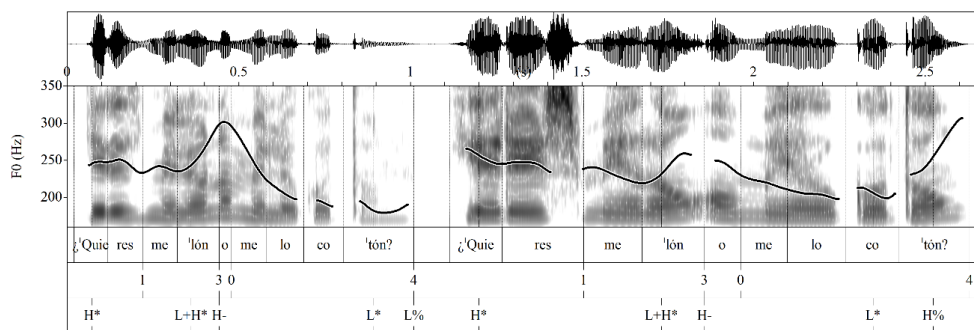 0 0.5 1 (s) 1.5 2 2.5
350
300
250
200
F0 (Hz)
¿ˈQuie res me ˈlón o me lo co ˈtón? ¿ˈQuie res me ˈlón o me lo co ˈtón?
1 3 0 4 1 3 0 4
H* L+H* H- L* L% H* L+H* H- L* H%